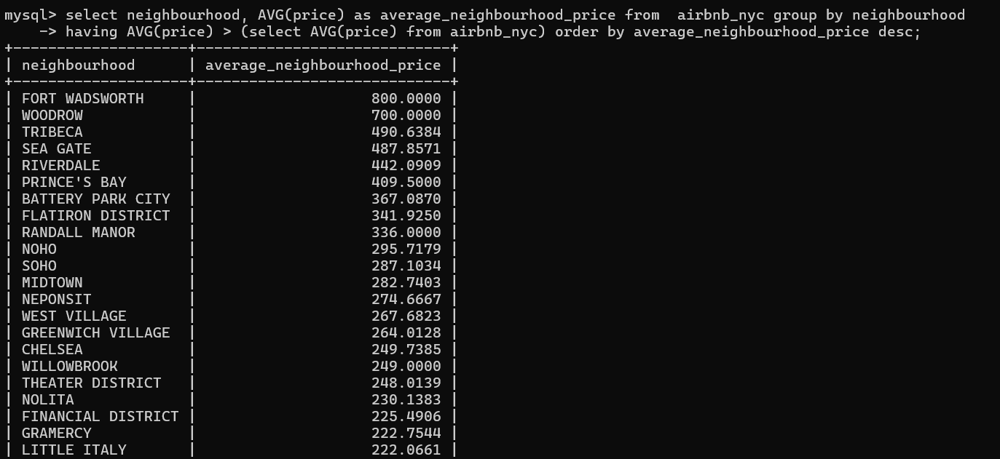 mysql> select neighbourhood, AVG(price) as average_neighbourhood_price from  airbnb_nyc group by neighbourhood
    -> having AVG(price) > (select AVG(price) from airbnb_nyc) order by average_neighbourhood_price desc;
+--------------------+-----------------------------+
| neighbourhood      | average_neighbourhood_price |
+--------------------+-----------------------------+
| FORT WADSWORTH     |                    800.0000 |
| WOODROW            |                    700.0000 |
| TRIBECA            |                    490.6384 |
| SEA GATE           |                    487.8571 |
| RIVERDALE          |                    442.0909 |
| PRINCE'S BAY       |                    409.5000 |
| BATTERY PARK CITY  |                    367.0870 |
| FLATIRON DISTRICT  |                    341.9250 |
| RANDALL MANOR      |                    336.0000 |
| NOHO               |                    295.7179 |
| SOHO               |                    287.1034 |
| MIDTOWN            |                    282.7403 |
| NEPONSIT           |                    274.6667 |
| WEST VILLAGE       |                    267.6823 |
| GREENWICH VILLAGE  |                    264.0128 |
| CHELSEA            |                    249.7385 |
| WILLOWBROOK        |                    249.0000 |
| THEATER DISTRICT   |                    248.0139 |
| NOLITA             |                    230.1383 |
| FINANCIAL DISTRICT |                    225.4906 |
| GRAMERCY           |                    222.7544 |
| LITTLE ITALY       |                    222.0661 |